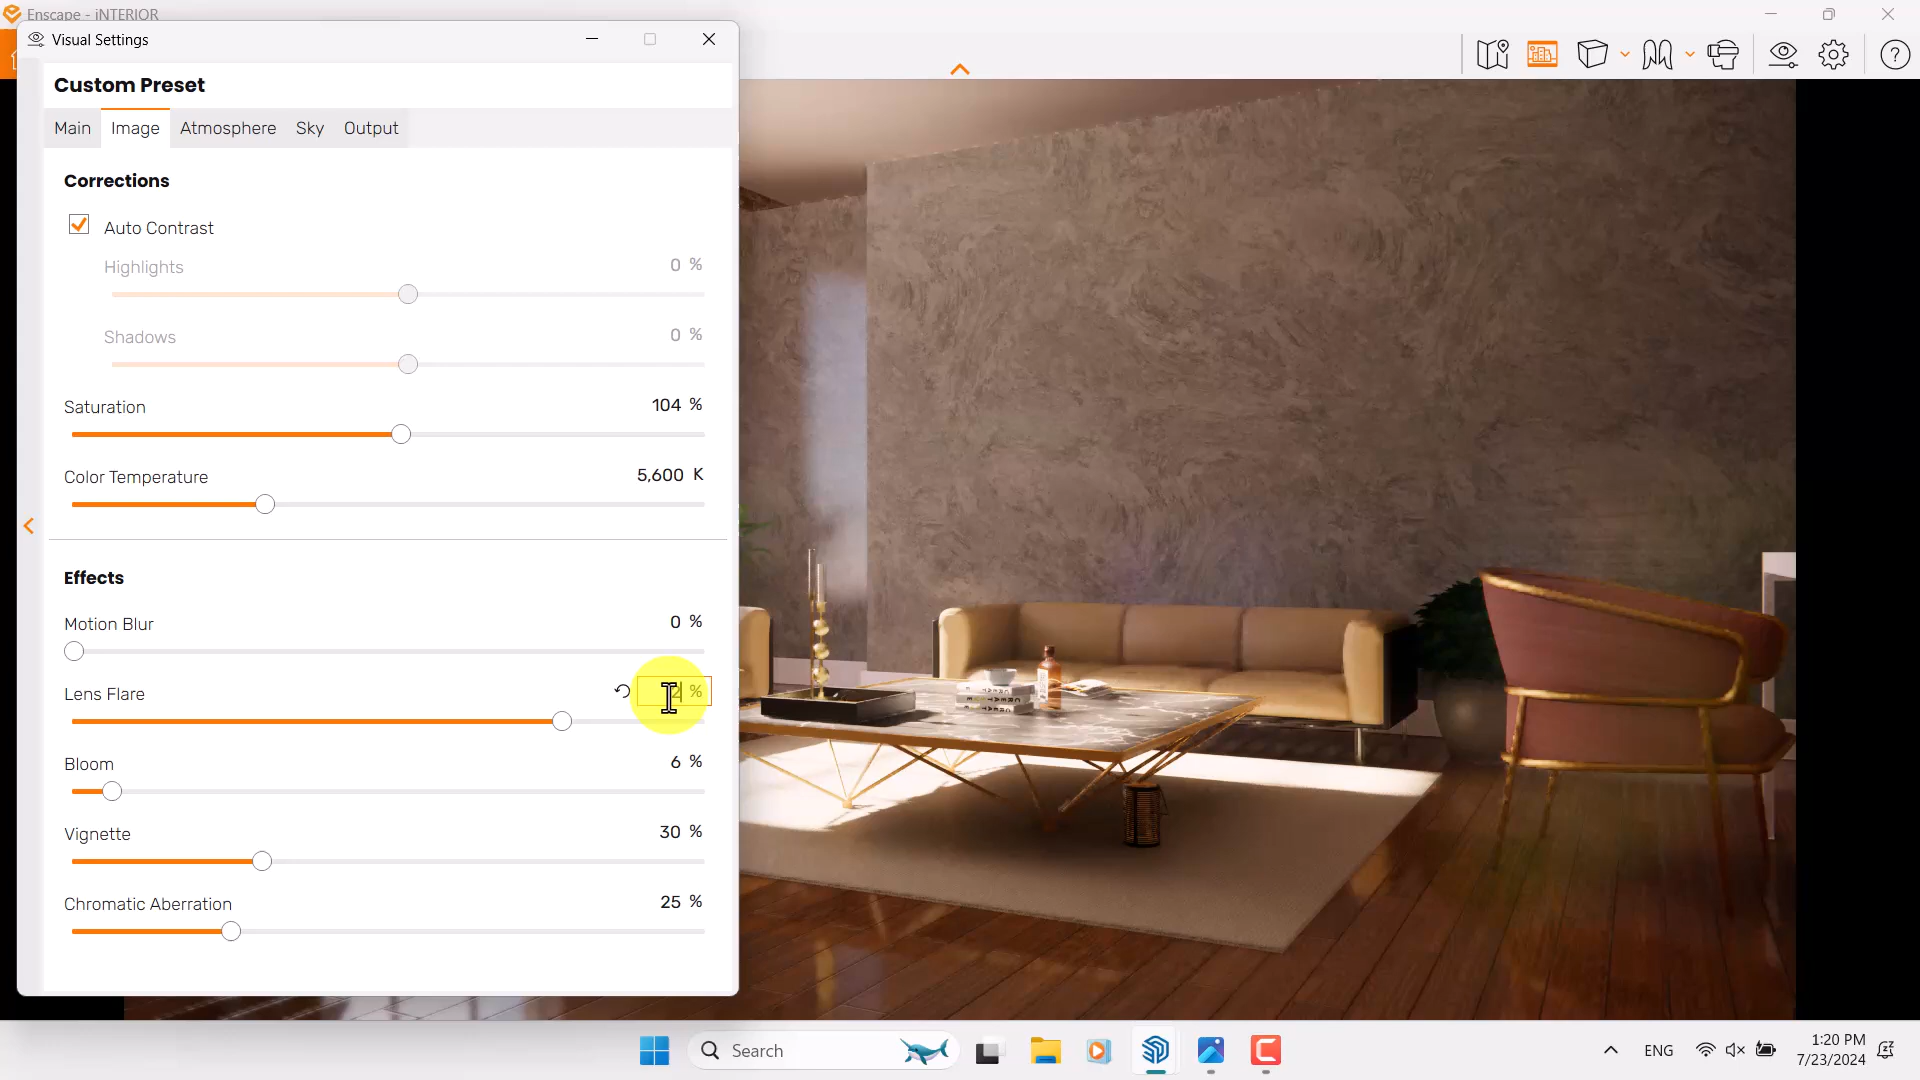 Enscape - iNTERIOR
Visual Settings
Custom Preset
Main Image Atmosphere Sky Output
Corrections
Auto Contrast
Highlights 0 %
Shadows 0 %
Saturation 104 %
Color Temperature 5,600 K
Effects
Motion Blur 0 %
Lens Flare 2 %
Bloom 6 %
Vignette 30 %
Chromatic Aberration 25 %
Search
ENG
1:20 PM
7/23/2024